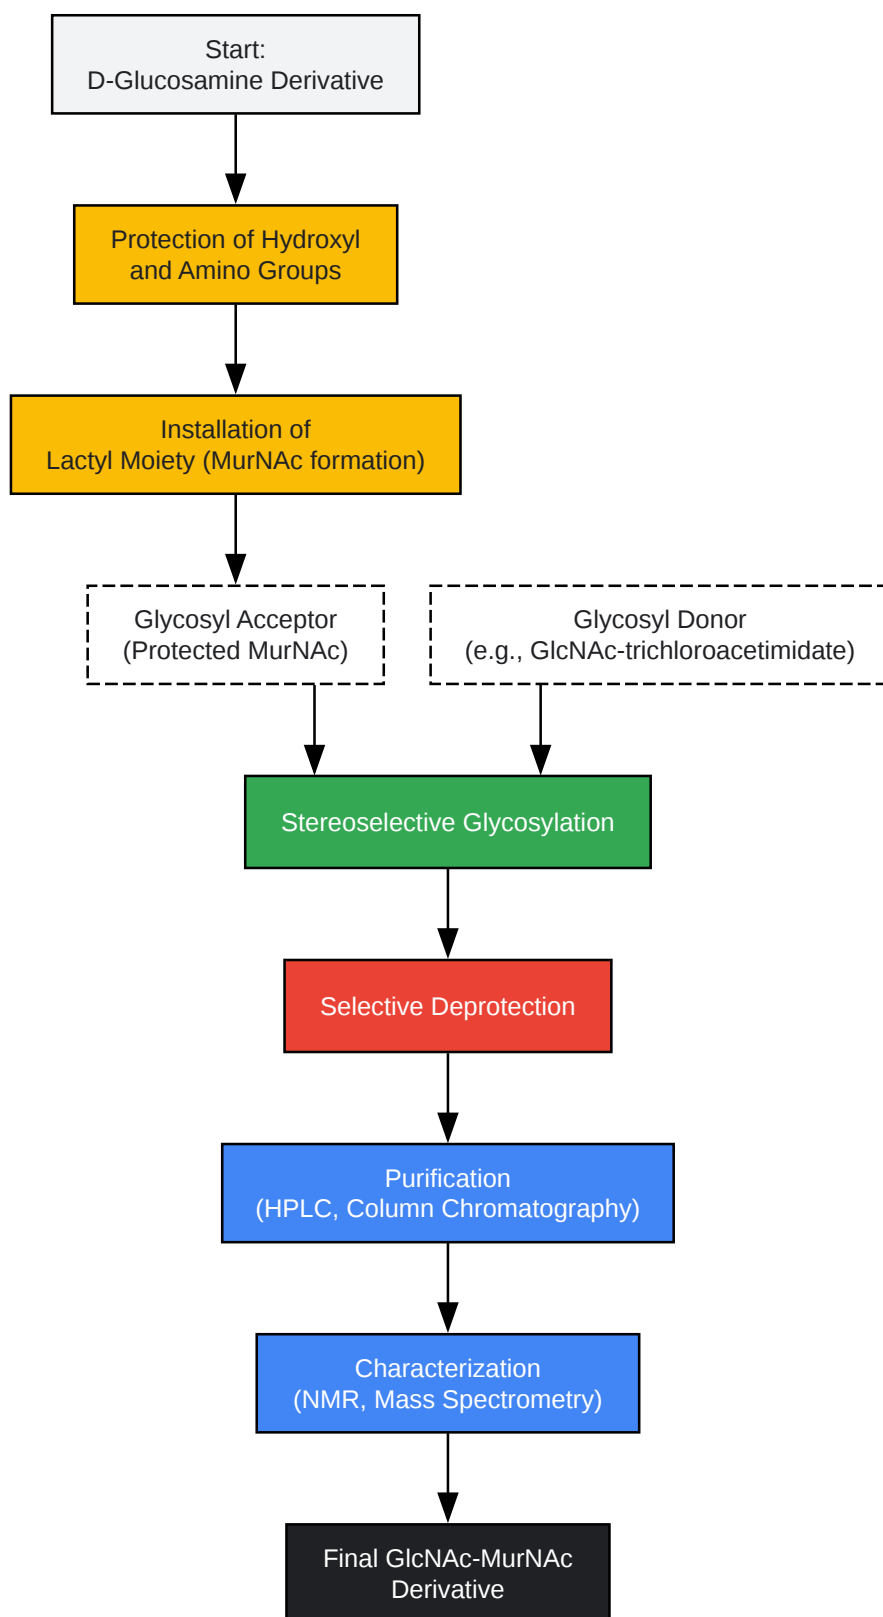 Start:
D-Glucosamine Derivative
Protection of Hydroxyl
and Amino Groups
Installation of
Lactyl Moiety (MurNAc formation)
Glycosyl Acceptor
(Protected MurNAc)
Glycosyl Donor
(e.g., GlcNAc-trichloroacetimidate)
Stereoselective Glycosylation
Selective Deprotection
Purification
(HPLC, Column Chromatography)
Characterization
(NMR, Mass Spectrometry)
Final GlcNAc-MurNAc
Derivative